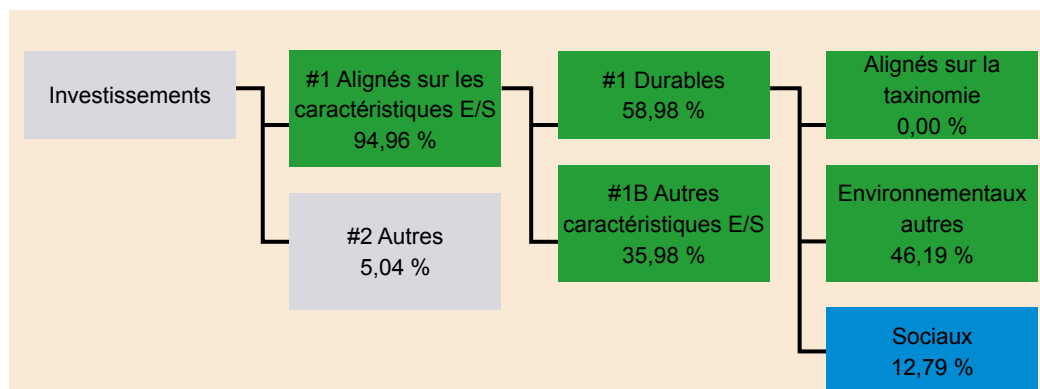 Investissements
#1 Alignés sur les
caractéristiques E/S
94,96 %
#2 Autres
5,04 %
#1 Durables
58,98 %
#1B Autres
caractéristiques E/S
35,98 %
Alignés sur la
taxinomie
0,00 %
Environnementaux
autres
46,19 %
Sociaux
12,79 %